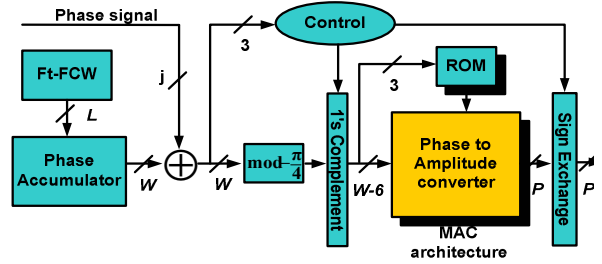 Phase signal
Control
3
Ft-FCW
j
3
ROM
L
Phase
Accumulator
W
W
mod-π/4
1's Complement
W-6
Phase to
Amplitude
converter
P
Sign Exchange
P
MAC
architecture